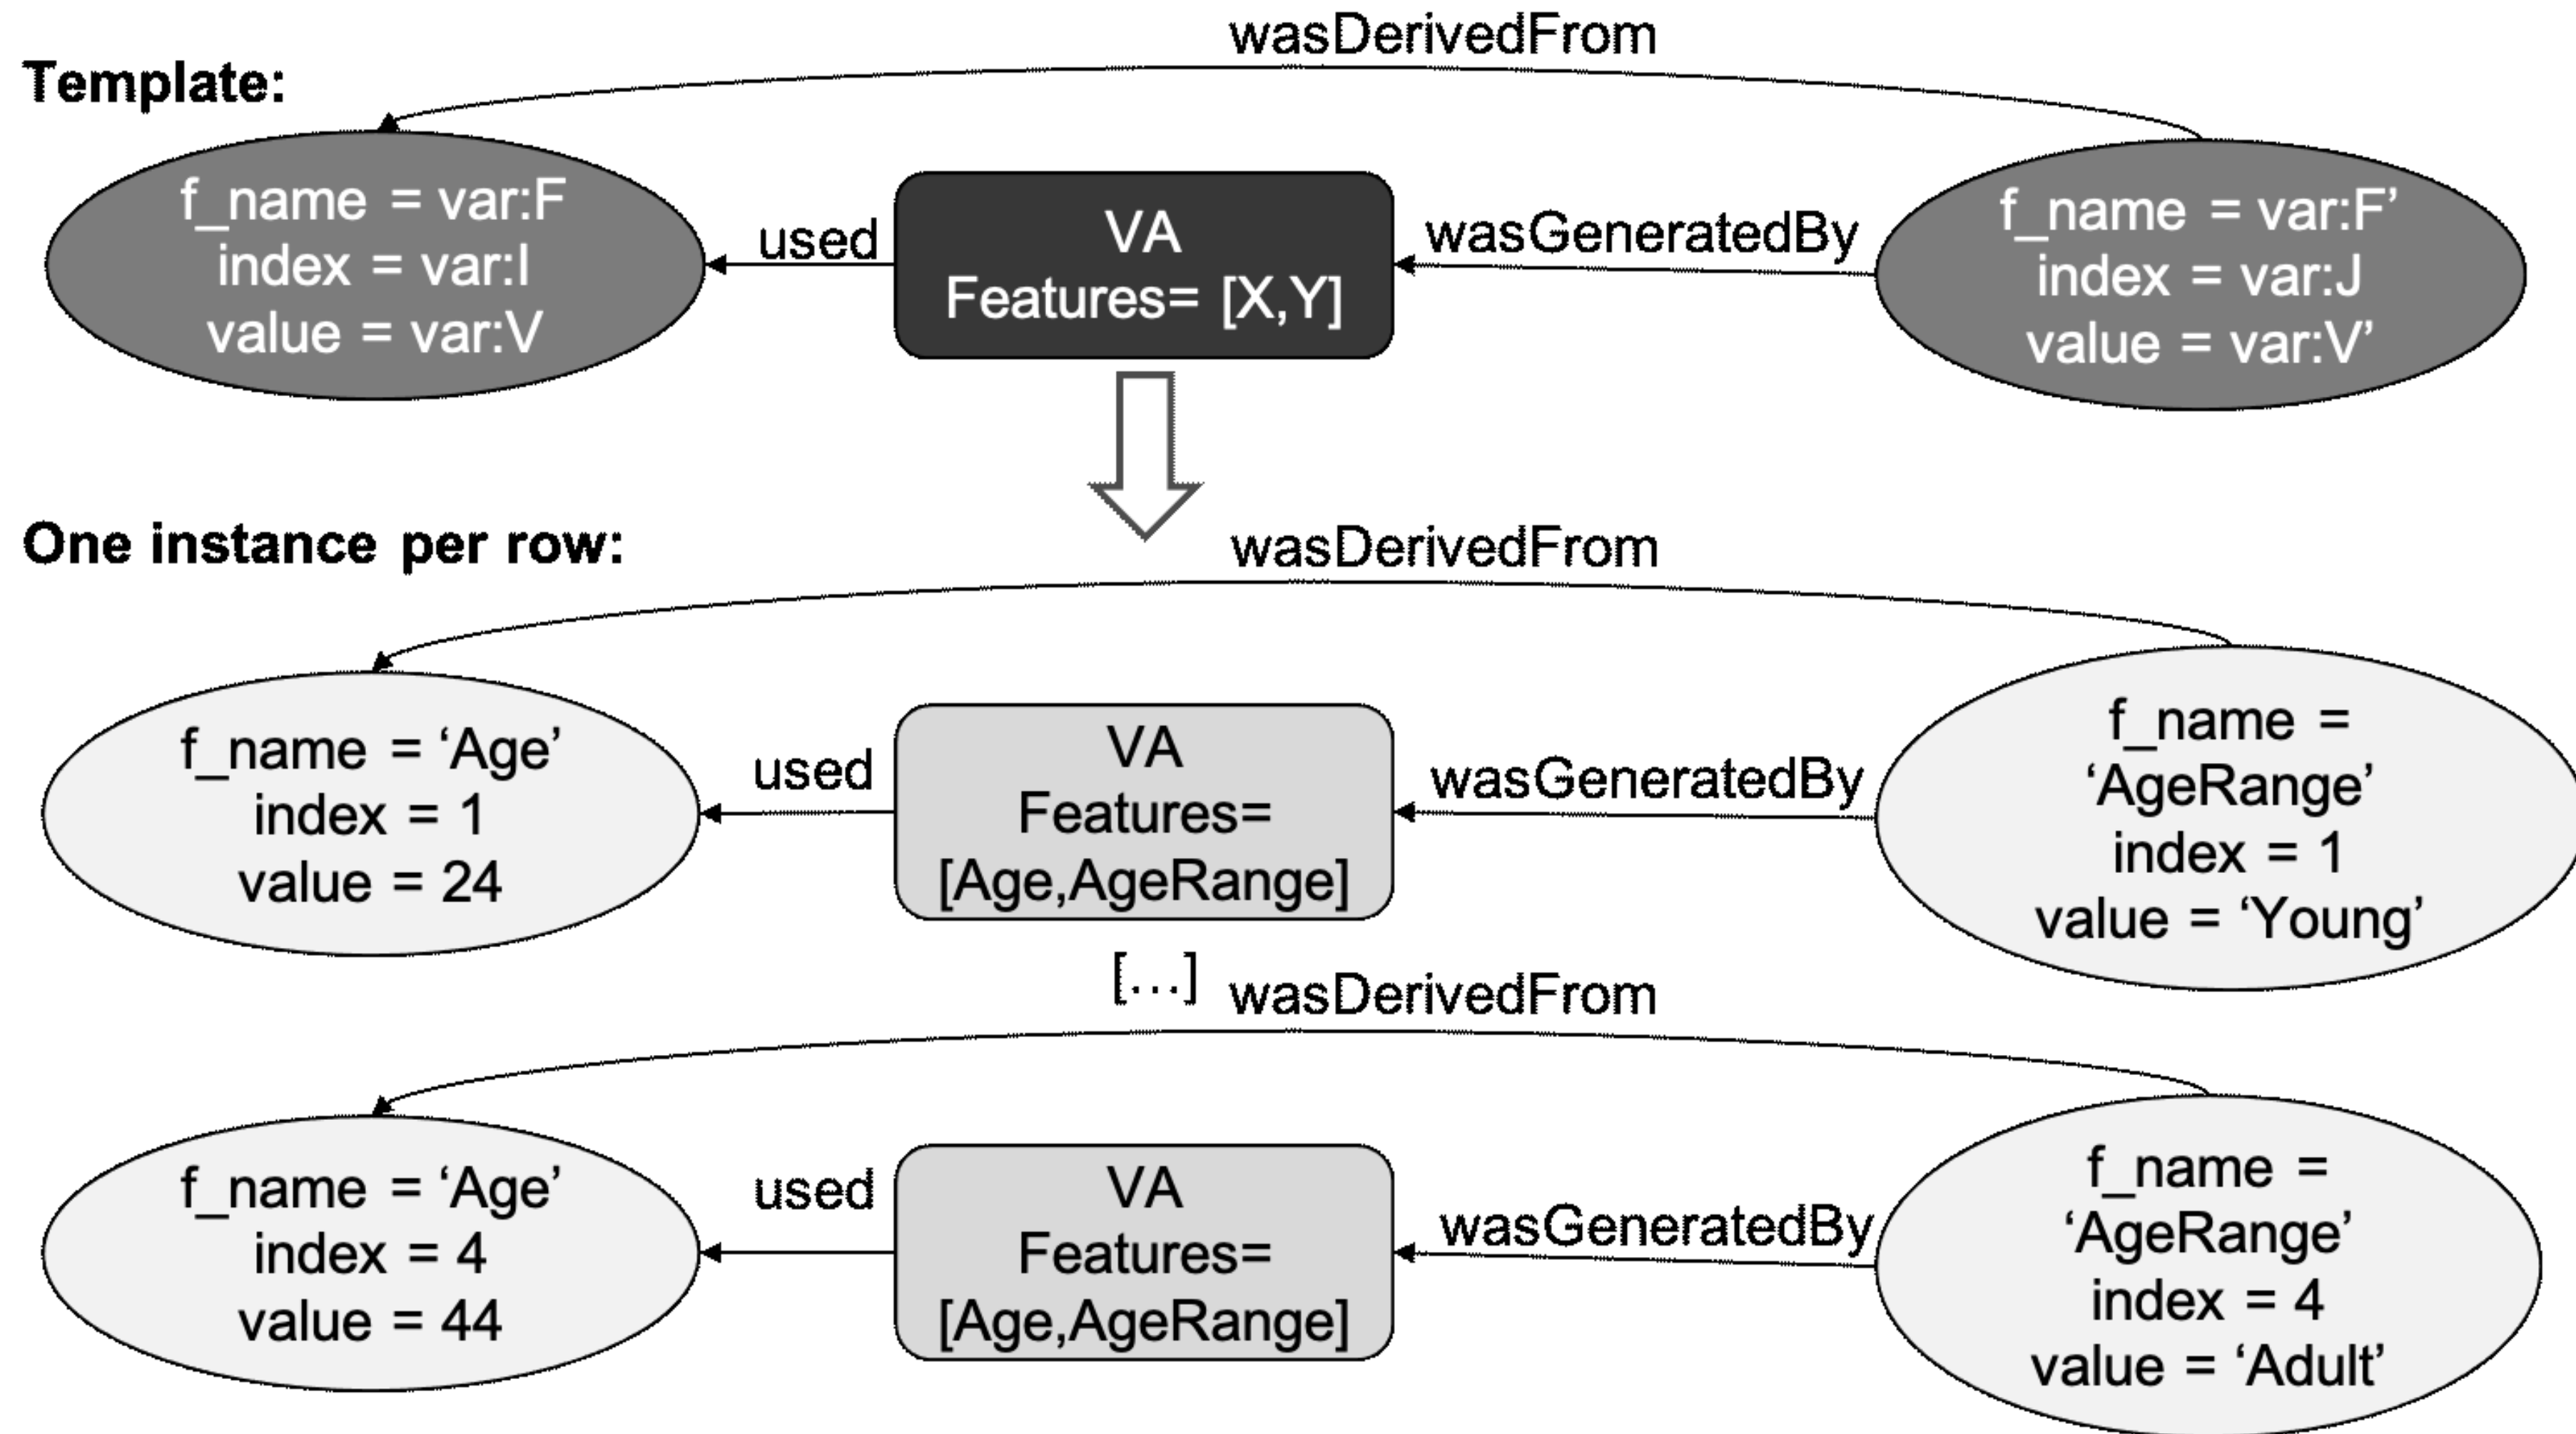 wasDerivedFrom
Template:
f_name = var:F
index = var:I
value = var:V
used
VA
Features= [X,Y]
wasGeneratedBy
f_name = var:F’
index = var:J
value = var:V’
One instance per row:
wasDerivedFrom
f_name = ‘Age’
index = 1
value = 24
used
VA
Features=
[Age,AgeRange]
wasGeneratedBy
f_name =
‘AgeRange’
index = 1
value = ‘Young’
[...]
wasDerivedFrom
f_name = ‘Age’
index = 4
value = 44
used
VA
Features=
[Age,AgeRange]
wasGeneratedBy
f_name =
‘AgeRange’
index = 4
value = ‘Adult’